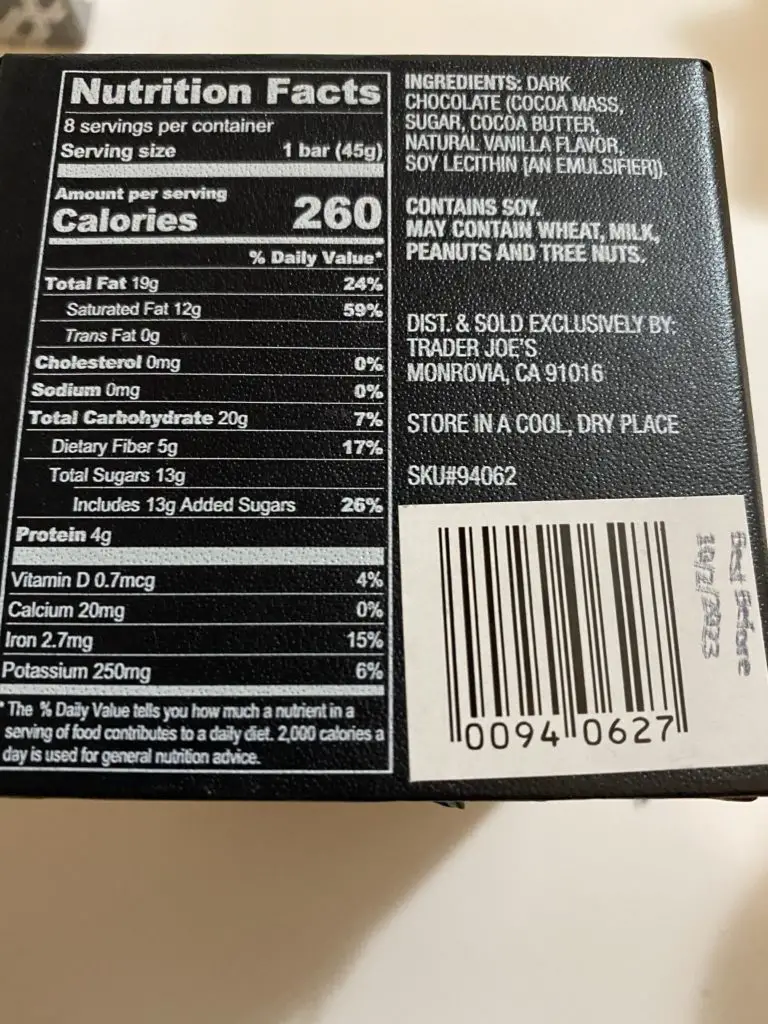 Nutrition Facts
8 servings per container
Serving size 1 bar (45g)
Amount per serving
Calories 260
% Daily Value*
Total Fat 19g 24%
Saturated Fat 12g 59%
Trans Fat 0g
Cholesterol 0mg 0%
Sodium 0mg 0%
Total Carbohydrate 20g 7%
Dietary Fiber 5g 17%
Total Sugars 13g
Includes 13g Added Sugars 26%
Protein 4g
Vitamin D 0.7mcg 4%
Calcium 20mg 0%
Iron 2.7mg 15%
Potassium 250mg 6%
* The % Daily Value tells you how much a nutrient in a
serving of food contributes to a daily diet. 2,000 calories a
day is used for general nutrition advice.
INGREDIENTS: DARK
CHOCOLATE (COCOA MASS,
SUGAR, COCOA BUTTER,
NATURAL VANILLA FLAVOR,
SOY LECITHIN [AN EMULSIFIER]).
CONTAINS SOY.
MAY CONTAIN WHEAT, MILK,
PEANUTS AND TREE NUTS.
DIST. & SOLD EXCLUSIVELY BY:
TRADER JOE'S
MONROVIA, CA 91016
STORE IN A COOL, DRY PLACE
SKU#94062
0094 0627
Best Before
10/2/2023